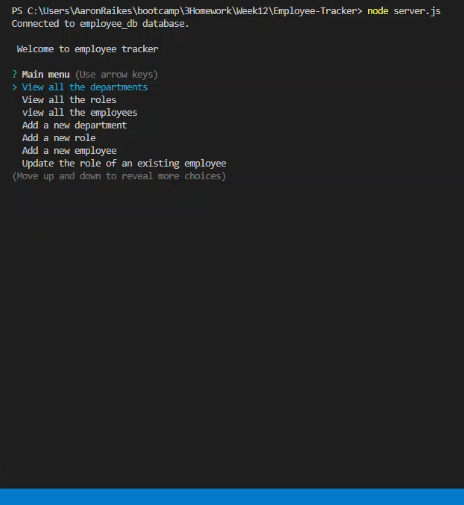 PS C:\Users\AaronRaikes\bootcamp\3Homework\Week12\Employee-Tracker> node server.js
Connected to employee_db database.
Welcome to employee tracker
? Main menu (Use arrow keys)
> View all the departments
View all the roles
view all the employees
Add a new department
Add a new role
Add a new employee
Update the role of an existing employee
(Move up and down to reveal more choices)